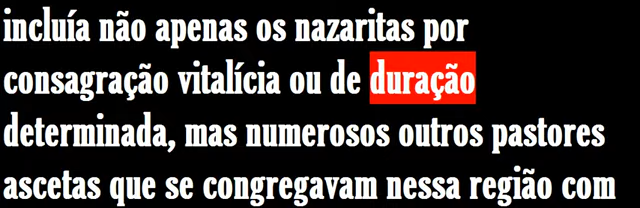 incluía não apenas os nazaritas por
consagração vitalícia ou de duração
determinada, mas numerosos outros pastores
ascetas que se congregavam nessa região com